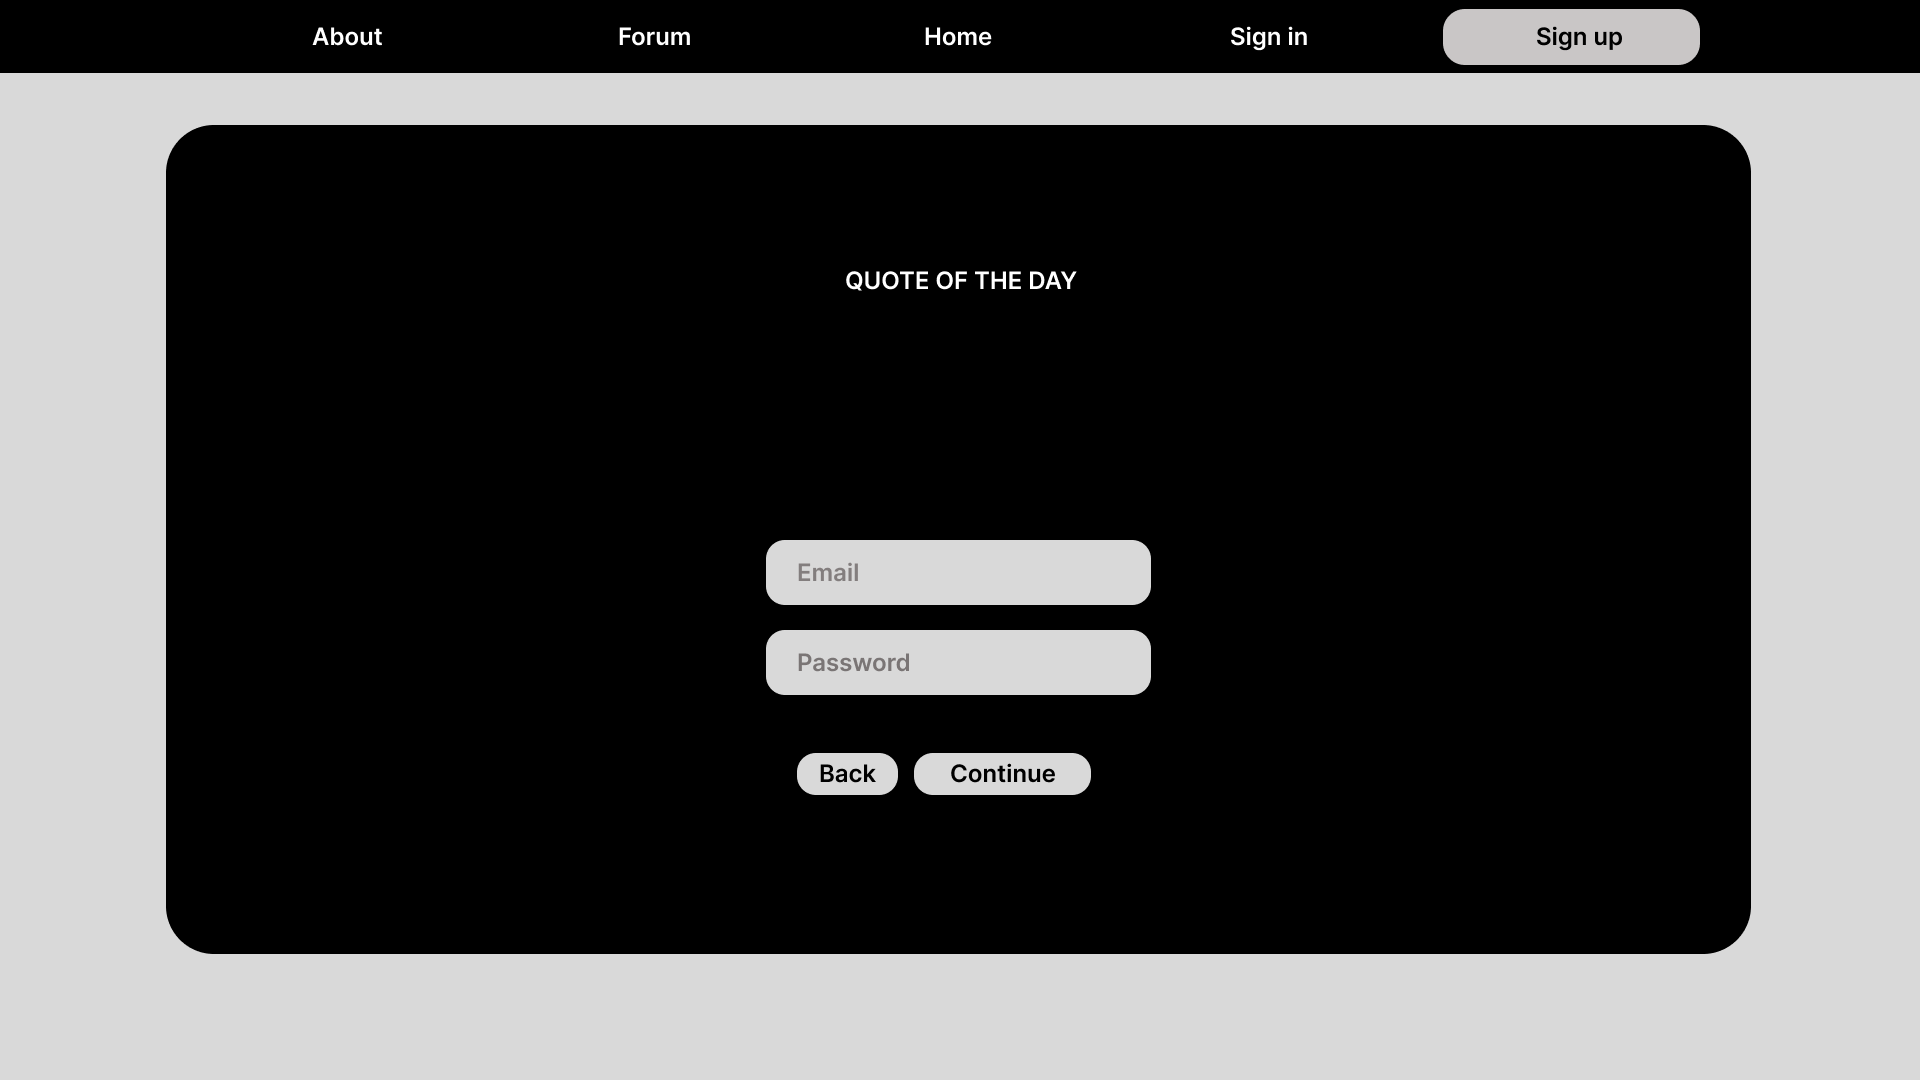 About Forum Home Sign in Sign up
QUOTE OF THE DAY
Email
Password
Back Continue